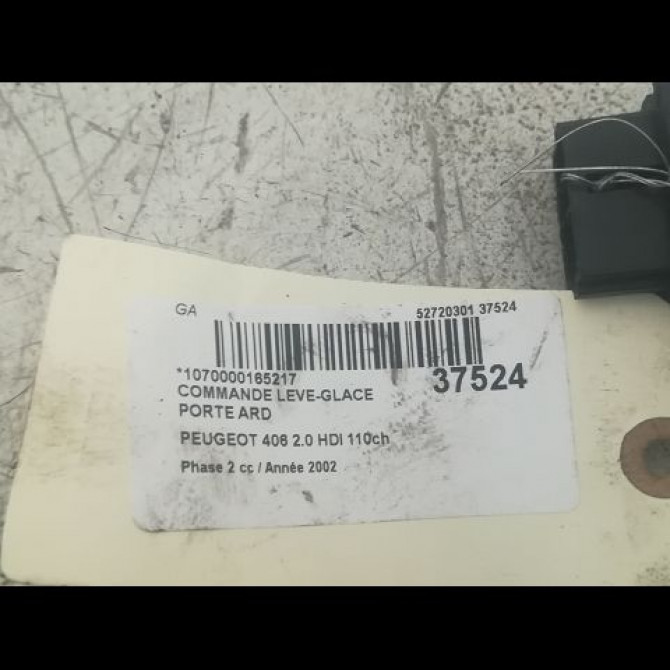 GA
52720301 37524
*1070000165217
37524
COMMANDE LEVE-GLACE
PORTE ARD
PEUGEOT 406 2.0 HDI 110ch
Phase 2 cc / Année 2002